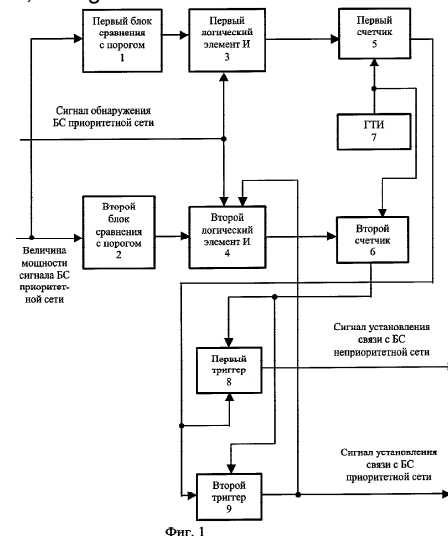 Первый блок
сравнения
с порогом
1
Первый
логический
элемент И
3
Первый
счетчик
5
Сигнал обнаружения
БС приоритетной сети
ГТИ
7
Второй
блок
сравнения
с порогом
2
Второй
логический
элемент И
4
Второй
счетчик
6
Величина
мощности
сигнала БС
приоритет-
ной сети
Первый
триггер
8
Сигнал установления
связи с БС
неприоритетной сети
Второй
триггер
9
Сигнал установления
связи с БС
приоритетной сети
Фиг. 1